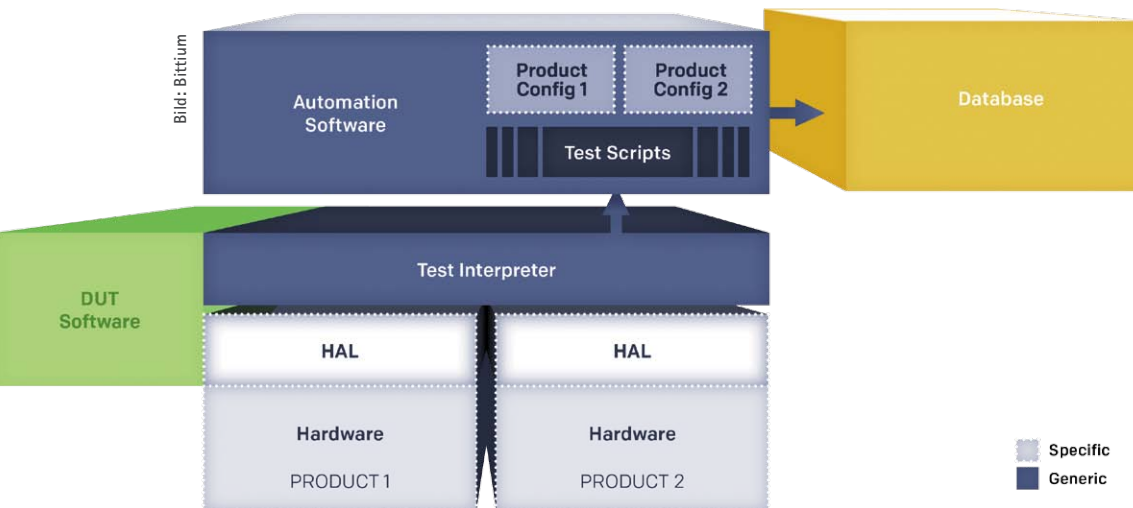 Bild: Bittium
Automation
Software
Product
Config 1
Product
Config 2
Test Scripts
Database
Test Interpreter
DUT
Software
HAL
HAL
Hardware
PRODUCT 1
Hardware
PRODUCT 2
Specific
Generic